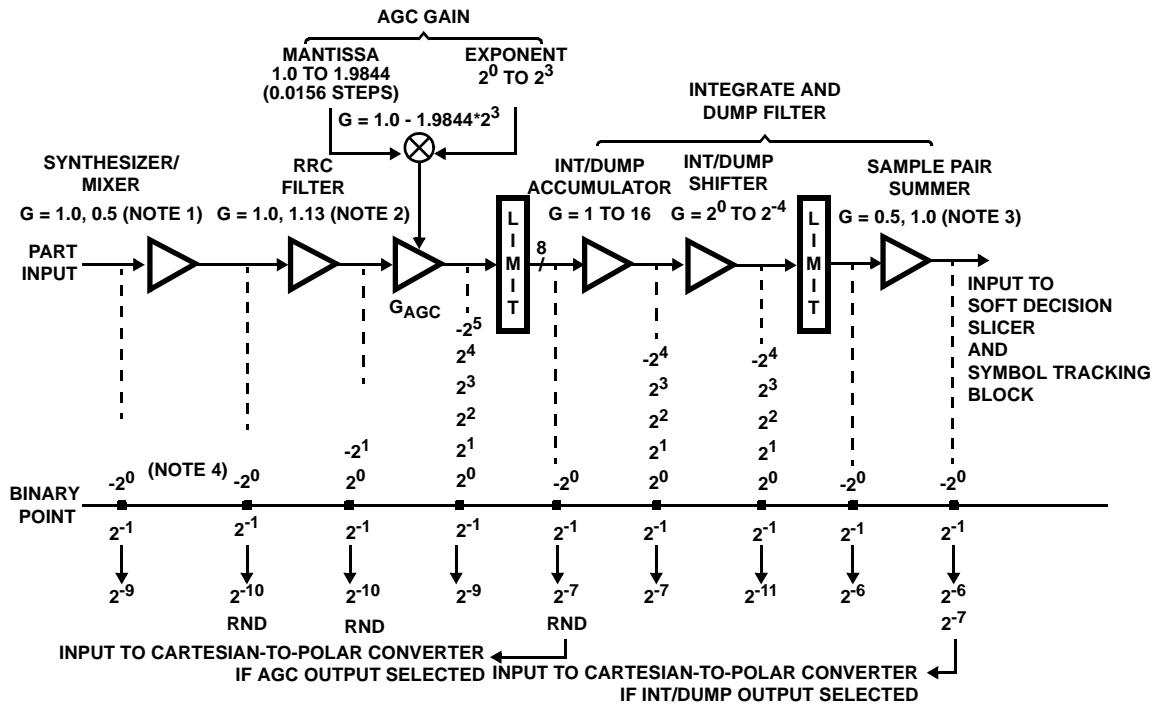 AGC GAIN
MANTISSA
1.0 TO 1.9844
(0.0156 STEPS)
EXPONENT
2^0 TO 2^3
G = 1.0 - 1.9844*2^3
INTEGRATE AND
DUMP FILTER
SYNTHESIZER/
MIXER
G = 1.0, 0.5 (NOTE 1)
RRC
FILTER
G = 1.0, 1.13 (NOTE 2)
INT/DUMP
ACCUMULATOR
G = 1 TO 16
INT/DUMP
SHIFTER
G = 2^0 TO 2^-4
SAMPLE PAIR
SUMMER
G = 0.5, 1.0 (NOTE 3)
PART
INPUT
G_AGC
LIMIT
8
/
LIMIT
INPUT TO
SOFT DECISION
SLICER
AND
SYMBOL TRACKING
BLOCK
-2^5
2^4 -2^4 -2^4
2^3 2^3 2^3
2^2 2^2 2^2
-2^1 2^1 2^1 2^1
-2^0 (NOTE 4) -2^0 2^0 2^0 -2^0 2^0 2^0 -2^0 -2^0
BINARY
POINT
2^-1 2^-1 2^-1 2^-1 2^-1 2^-1 2^-1 2^-1 2^-1
2^-9 2^-10 2^-10 2^-9 2^-7 2^-7 2^-11 2^-6 2^-6
RND RND RND 2^-7
INPUT TO CARTESIAN-TO-POLAR CONVERTER
IF AGC OUTPUT SELECTED
INPUT TO CARTESIAN-TO-POLAR CONVERTER
IF INT/DUMP OUTPUT SELECTED